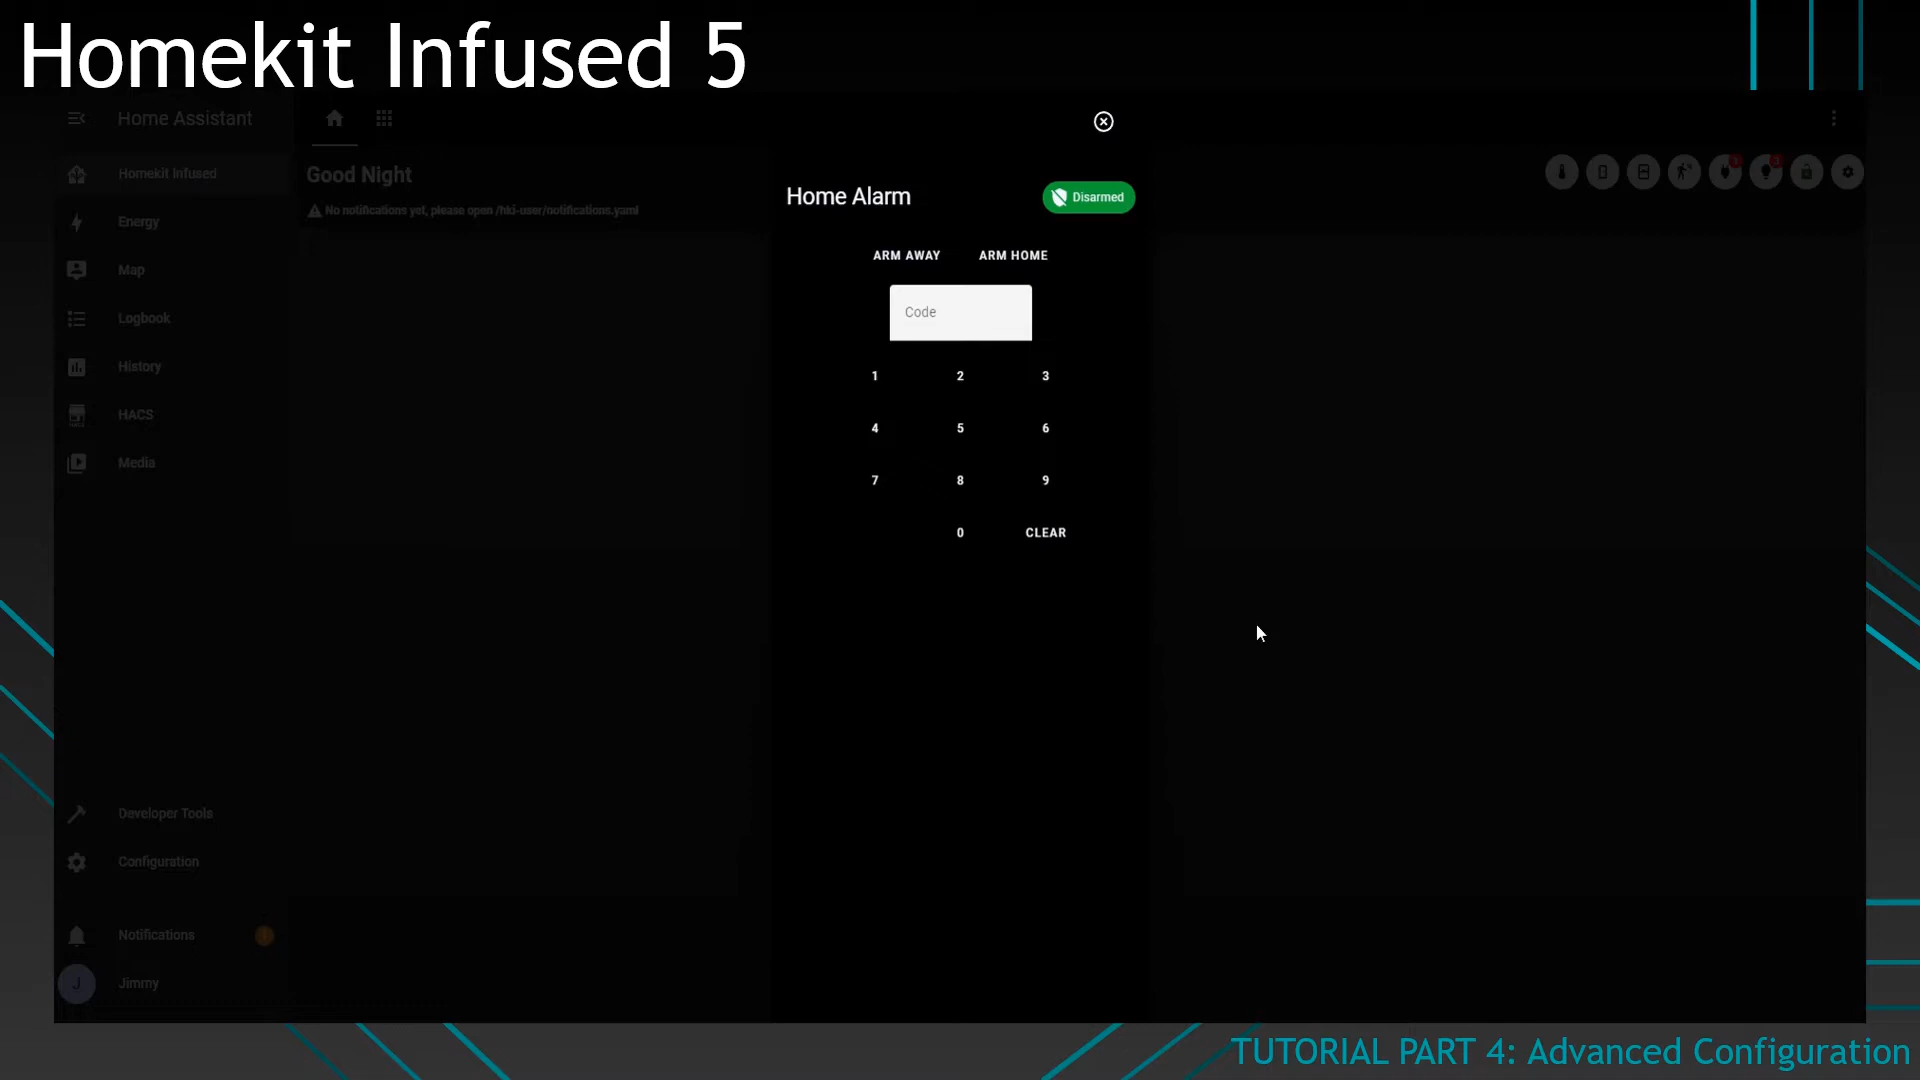 Homekit Infused 5
Home Assistant
Homekit Infused
Energy
Map
Logbook
History
HACS
Media
Developer Tools
Configuration
Notifications
J
Jimmy
Good Night
No notifications yet, please open /hki-user/notifications.yaml
Home Alarm
Disarmed
ARM AWAY ARM HOME
Code
1 2 3
4 5 6
7 8 9
0 CLEAR
TUTORIAL PART 4: Advanced Configuration